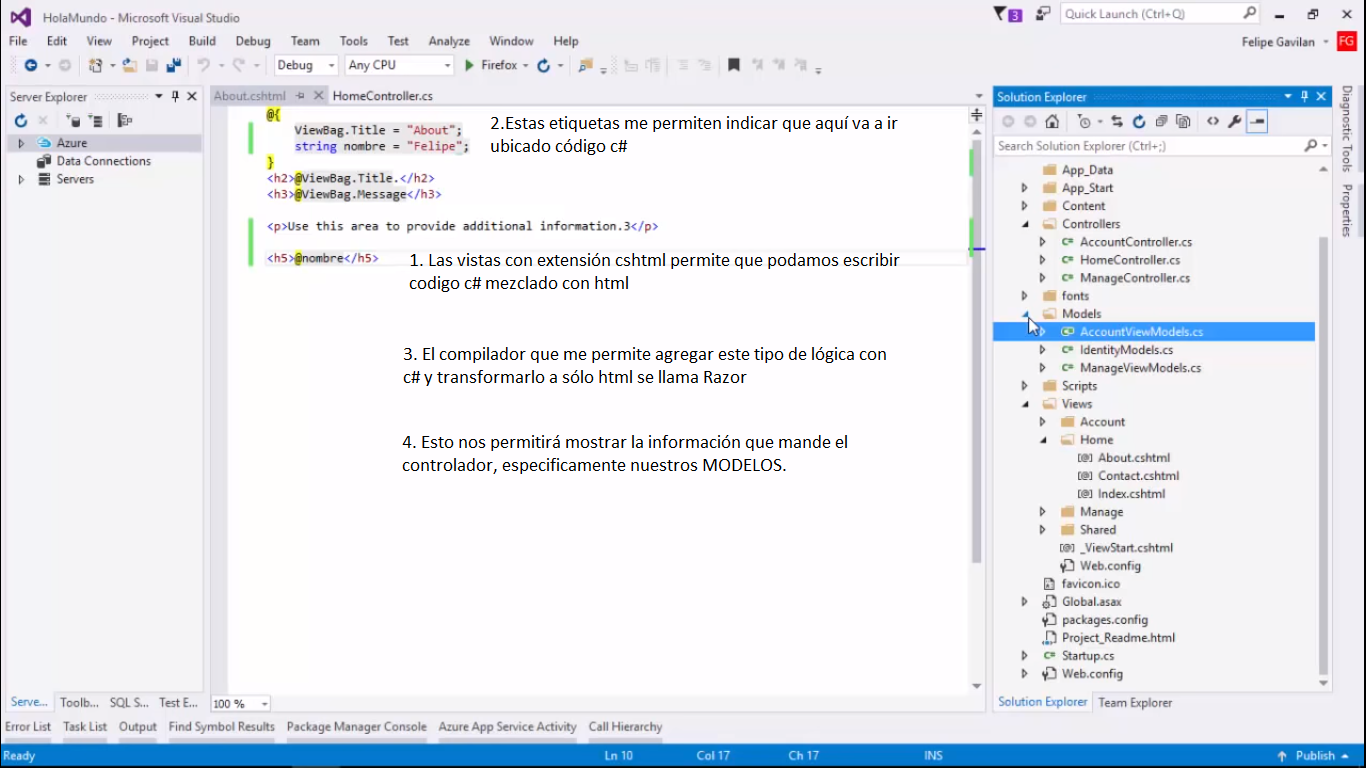 HolaMundo - Microsoft Visual Studio
3
Quick Launch (Ctrl+Q)
File Edit View Project Build Debug Team Tools Test Analyze Window Help
Felipe Gavilan FG
Debug Any CPU Firefox
Server Explorer
Azure
Data Connections
Servers
About.cshtml HomeController.cs
@{
ViewBag.Title = "About";
string nombre = "Felipe";
}
<h2>@ViewBag.Title.</h2>
<h3>@ViewBag.Message</h3>
<p>Use this area to provide additional information.3</p>
<h5>@nombre</h5>
2.Estas etiquetas me permiten indicar que aquí va a ir
ubicado código c#
1. Las vistas con extensión cshtml permite que podamos escribir
codigo c# mezclado con html
3. El compilador que me permite agregar este tipo de lógica con
c# y transformarlo a sólo html se llama Razor
4. Esto nos permitirá mostrar la información que mande el
controlador, especificamente nuestros MODELOS.
Solution Explorer
Search Solution Explorer (Ctrl+;)
App_Data
App_Start
Content
Controllers
AccountController.cs
HomeController.cs
ManageController.cs
fonts
Models
AccountViewModels.cs
IdentityModels.cs
ManageViewModels.cs
Scripts
Views
Account
Home
About.cshtml
Contact.cshtml
Index.cshtml
Manage
Shared
_ViewStart.cshtml
Web.config
favicon.ico
Global.asax
packages.config
Project_Readme.html
Startup.cs
Web.config
Solution Explorer Team Explorer
Diagnostic Tools
Properties
Serve... Toolb... SQL S... Test E...
100 %
Error List Task List Output Find Symbol Results Package Manager Console Azure App Service Activity Call Hierarchy
Ready Ln 10 Col 17 Ch 17 INS Publish